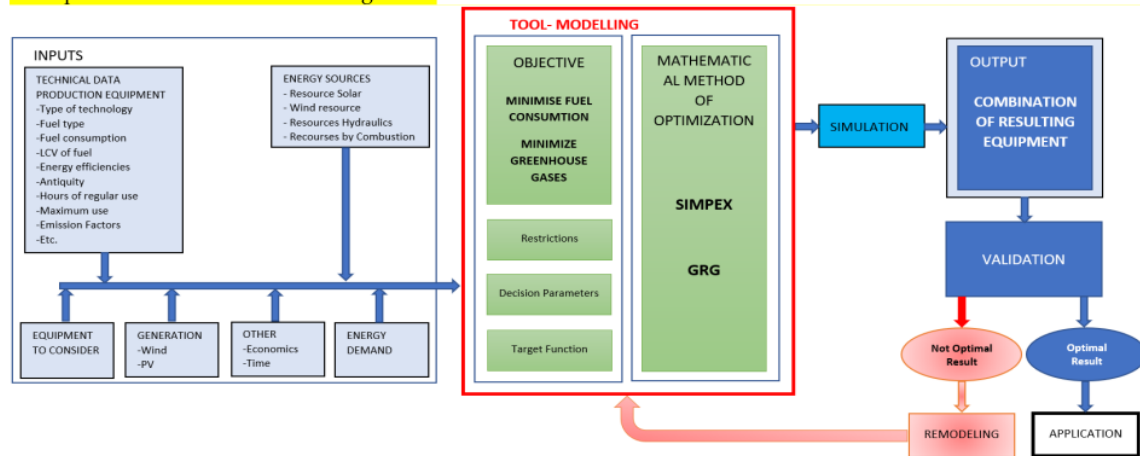 TOOL- MODELLING
INPUTS
TECHNICAL DATA
PRODUCTION EQUIPMENT
-Type of technology
-Fuel type
-Fuel consumption
-LCV of fuel
-Energy efficiencies
-Antiquity
-Hours of regular use
-Maximum use
-Emission Factors
-Etc.
ENERGY SOURCES
- Resource Solar
- Wind resource
- Resources Hydraulics
- Recourses by Combustion
EQUIPMENT
TO CONSIDER
GENERATION
-Wind
-PV
OTHER
-Economics
-Time
ENERGY
DEMAND
OBJECTIVE
MINIMISE FUEL
CONSUMTION
MINIMIZE
GREENHOUSE
GASES
Restrictions
Decision Parameters
Target Function
MATHEMATIC
AL METHOD
OF
OPTIMIZATION
SIMPEX
GRG
SIMULATION
OUTPUT
COMBINATION
OF RESULTING
EQUIPMENT
VALIDATION
Not Optimal
Result
Optimal
Result
REMODELING
APPLICATION